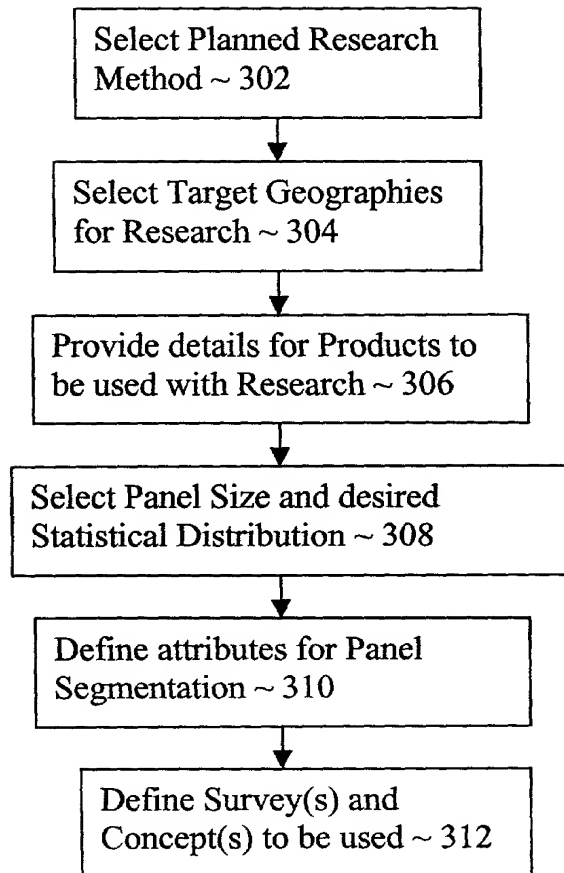 Select Planned Research
Method ~ 302
Select Target Geographies
for Research ~ 304
Provide details for Products to
be used with Research ~ 306
Select Panel Size and desired
Statistical Distribution ~ 308
Define attributes for Panel
Segmentation ~ 310
Define Survey(s) and
Concept(s) to be used ~ 312